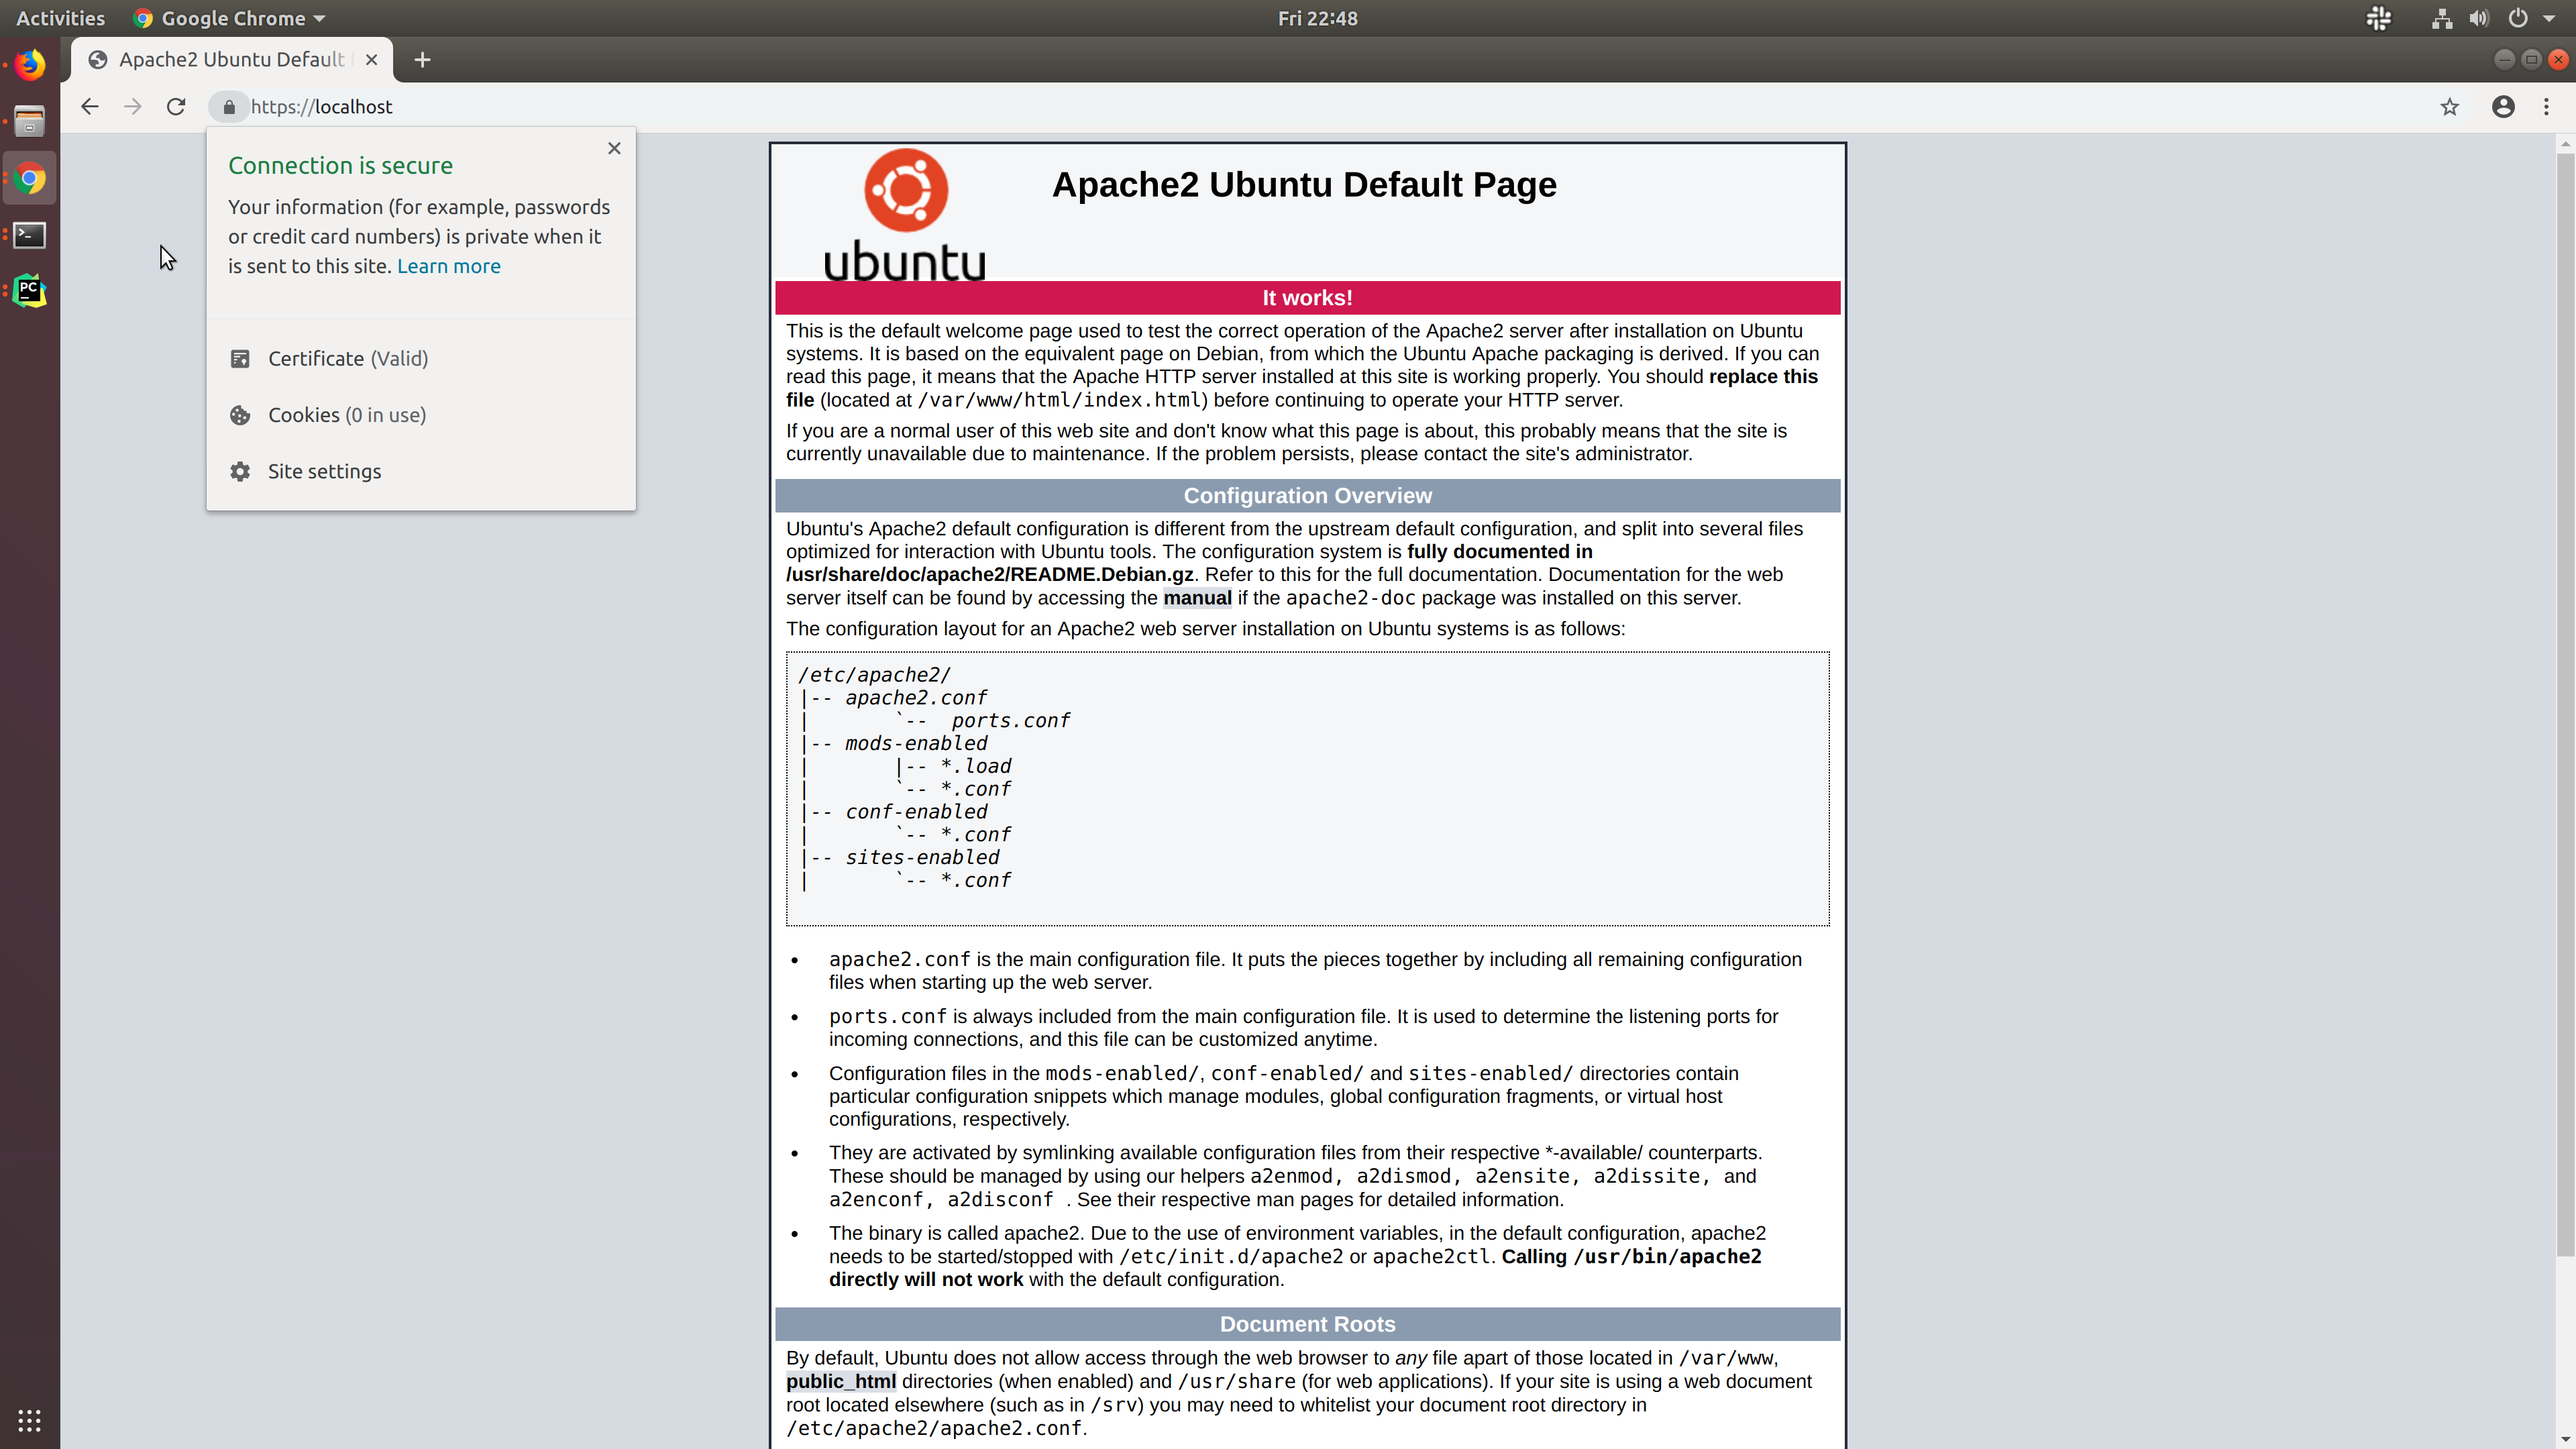 Activities
Google Chrome
Fri 22:48
Apache2 Ubuntu Default
https://localhost
Connection is secure
Your information (for example, passwords
or credit card numbers) is private when it
is sent to this site. Learn more
Certificate (Valid)
Cookies (0 in use)
Site settings
>_
PC
ubuntu
Apache2 Ubuntu Default Page
It works!
This is the default welcome page used to test the correct operation of the Apache2 server after installation on Ubuntu
systems. It is based on the equivalent page on Debian, from which the Ubuntu Apache packaging is derived. If you can
read this page, it means that the Apache HTTP server installed at this site is working properly. You should replace this
file (located at /var/www/html/index.html) before continuing to operate your HTTP server.
If you are a normal user of this web site and don't know what this page is about, this probably means that the site is
currently unavailable due to maintenance. If the problem persists, please contact the site's administrator.
Configuration Overview
Ubuntu's Apache2 default configuration is different from the upstream default configuration, and split into several files
optimized for interaction with Ubuntu tools. The configuration system is fully documented in
/usr/share/doc/apache2/README.Debian.gz. Refer to this for the full documentation. Documentation for the web
server itself can be found by accessing the manual if the apache2-doc package was installed on this server.
The configuration layout for an Apache2 web server installation on Ubuntu systems is as follows:
/etc/apache2/
|-- apache2.conf
|       `--  ports.conf
|-- mods-enabled
|       |-- *.load
|       `-- *.conf
|-- conf-enabled
|       `-- *.conf
|-- sites-enabled
|       `-- *.conf
• apache2.conf is the main configuration file. It puts the pieces together by including all remaining configuration
files when starting up the web server.
• ports.conf is always included from the main configuration file. It is used to determine the listening ports for
incoming connections, and this file can be customized anytime.
• Configuration files in the mods-enabled/, conf-enabled/ and sites-enabled/ directories contain
particular configuration snippets which manage modules, global configuration fragments, or virtual host
configurations, respectively.
• They are activated by symlinking available configuration files from their respective *-available/ counterparts.
These should be managed by using our helpers a2enmod, a2dismod, a2ensite, a2dissite, and
a2enconf, a2disconf . See their respective man pages for detailed information.
• The binary is called apache2. Due to the use of environment variables, in the default configuration, apache2
needs to be started/stopped with /etc/init.d/apache2 or apache2ctl. Calling /usr/bin/apache2
directly will not work with the default configuration.
Document Roots
By default, Ubuntu does not allow access through the web browser to any file apart of those located in /var/www,
public_html directories (when enabled) and /usr/share (for web applications). If your site is using a web document
root located elsewhere (such as in /srv) you may need to whitelist your document root directory in
/etc/apache2/apache2.conf.